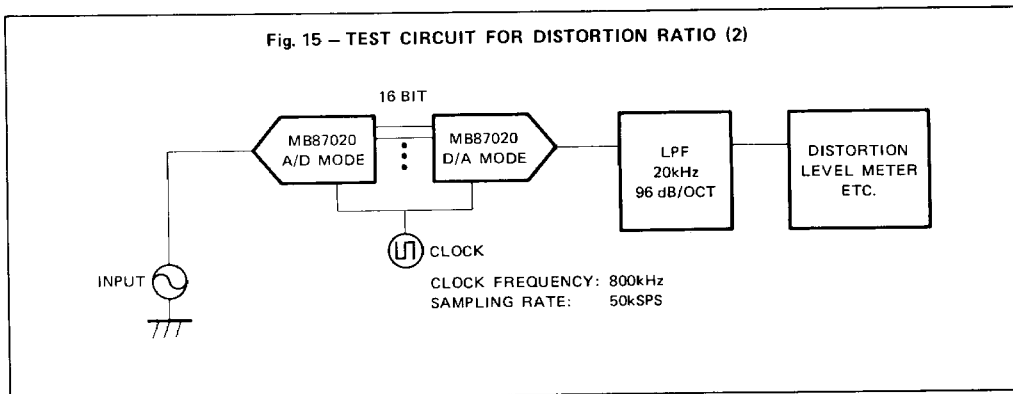 Fig. 15 – TEST CIRCUIT FOR DISTORTION RATIO (2)
16 BIT
MB87020
A/D MODE
MB87020
D/A MODE
LPF
20kHz
96 dB/OCT
DISTORTION
LEVEL METER
ETC.
CLOCK
INPUT
CLOCK FREQUENCY: 800kHz
SAMPLING RATE: 50kSPS